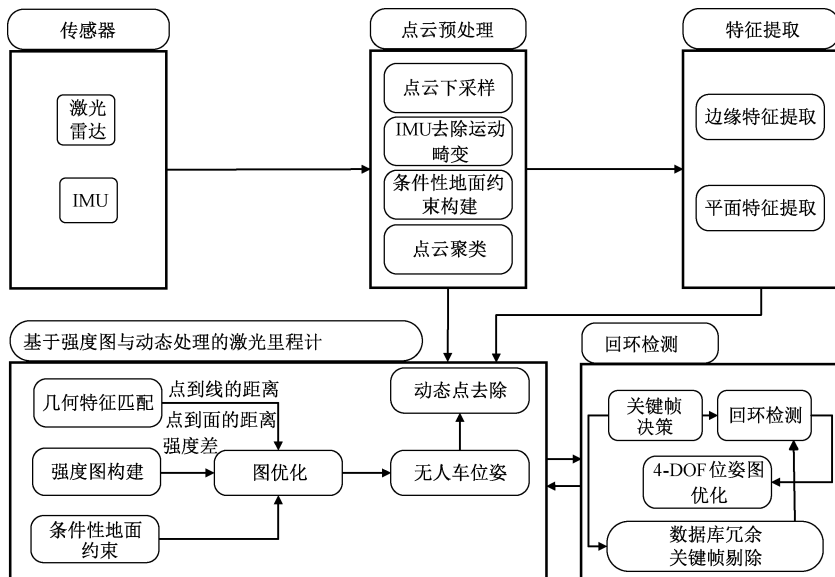 传感器
激光
雷达
IMU
点云预处理
点云下采样
IMU去除运动
畸变
条件性地面约
束构建
点云聚类
特征提取
边缘特征提取
平面特征提取
基于强度图与动态处理的激光里程计
几何特征匹配
点到线的距离
点到面的距离
强度差
强度图构建
图优化
条件性地面
约束
动态点去除
无人车位姿
回环检测
关键帧
决策
回环检测
4-DOF位姿图
优化
数据库冗余
关键帧剔除